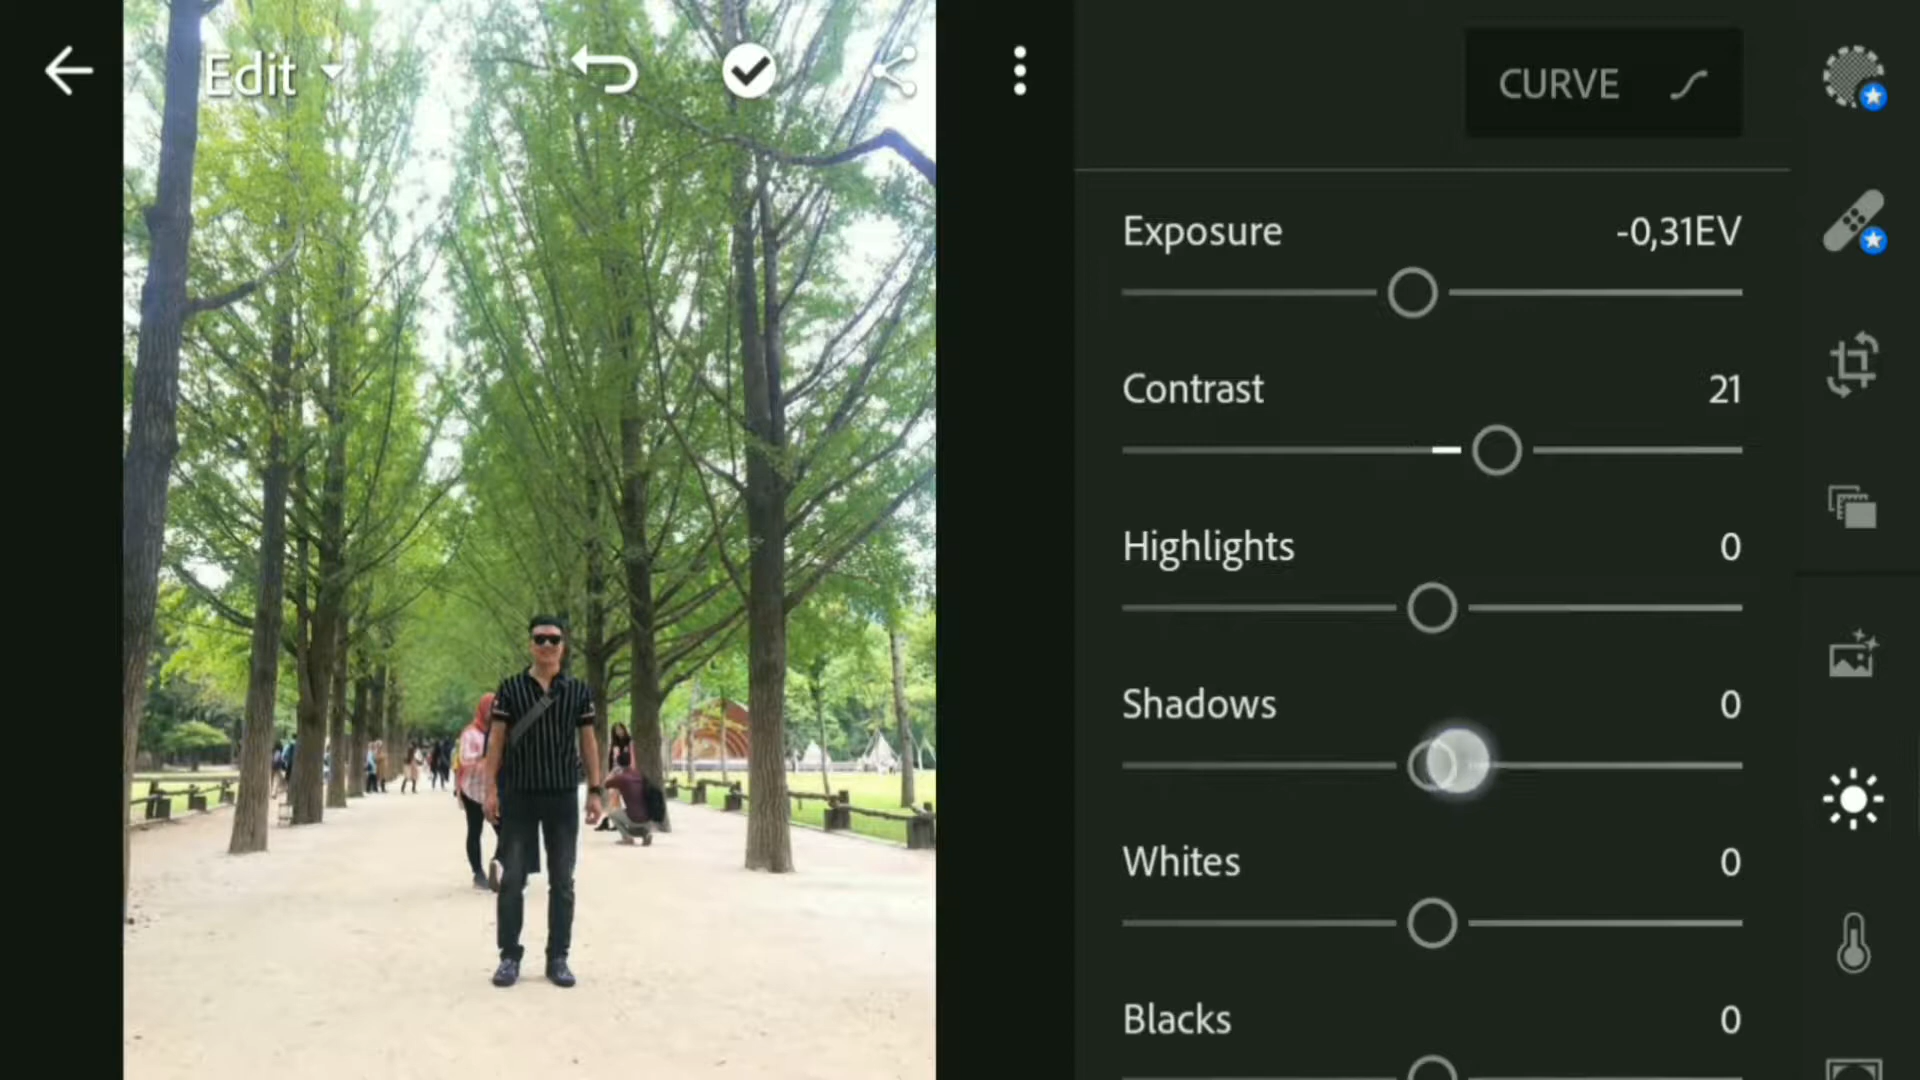 Edit
CURVE
Exposure -0,31EV
Contrast 21
Highlights 0
Shadows 0
Whites 0
Blacks 0